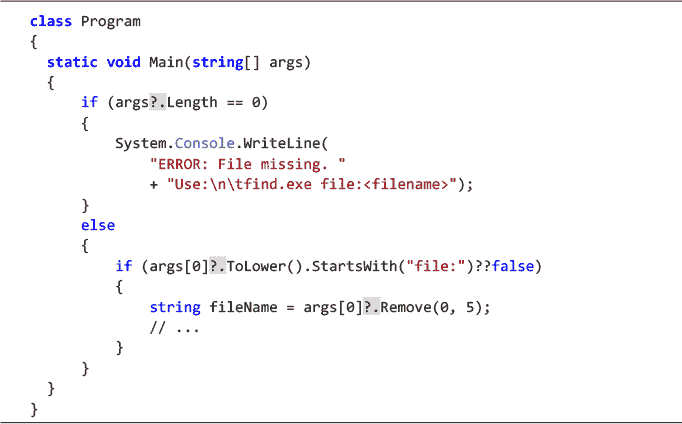 class Program
{
  static void Main(string[] args)
  {
      if (args?.Length == 0)
      {
          System.Console.WriteLine(
              "ERROR: File missing. "
              + "Use:\n\tfind.exe file:<filename>");
      }
      else
      {
          if (args[0]?.ToLower().StartsWith("file:")??false)
          {
              string fileName = args[0]?.Remove(0, 5);
              // ...
          }
      }
  }
}